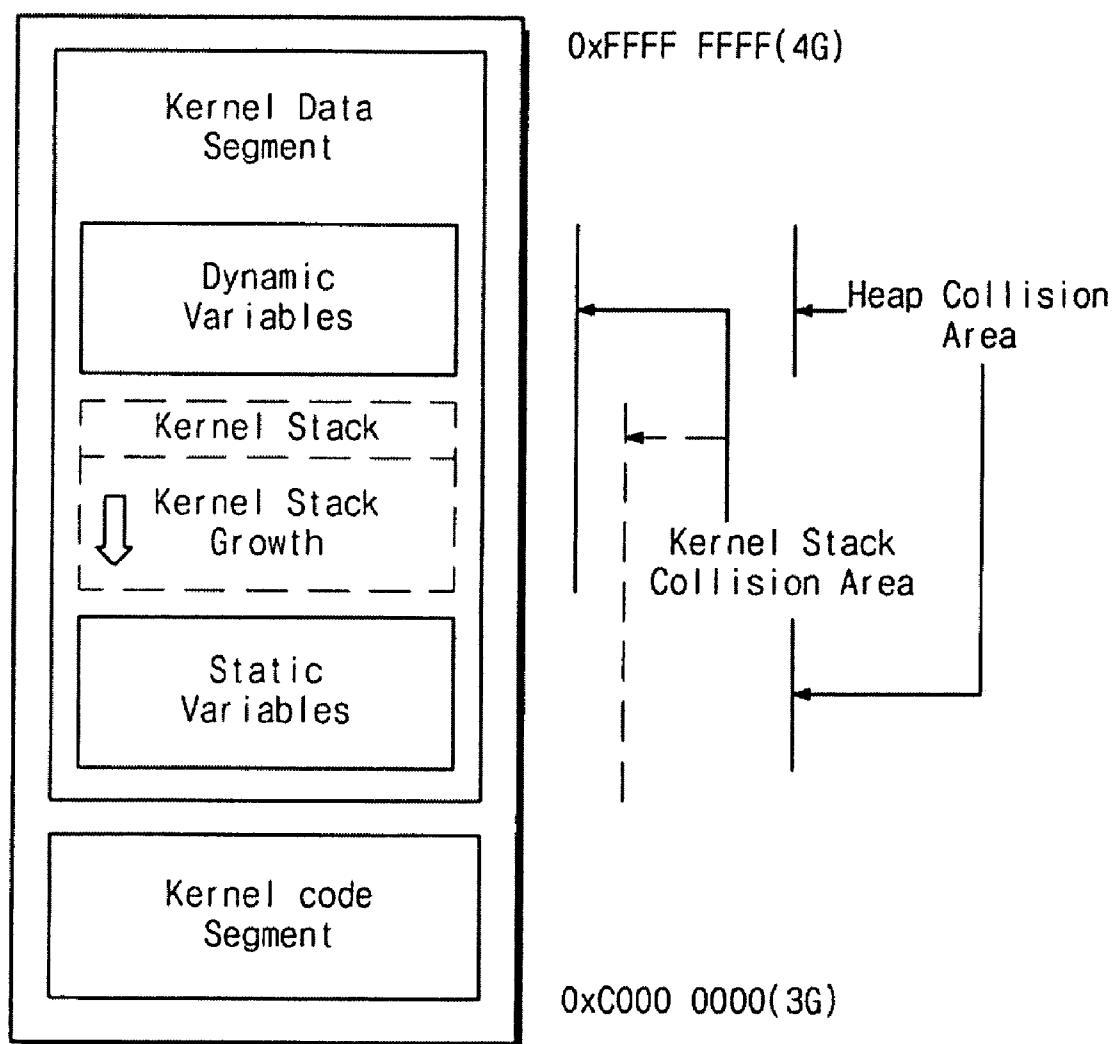 0xFFFF FFFF(4G)
Kernel Data
Segment
Dynamic
Variables
Heap Collision
Area
Kernel Stack
Kernel Stack
Growth
Kernel Stack
Collision Area
Static
Variables
Kernel code
Segment
0xC000 0000(3G)